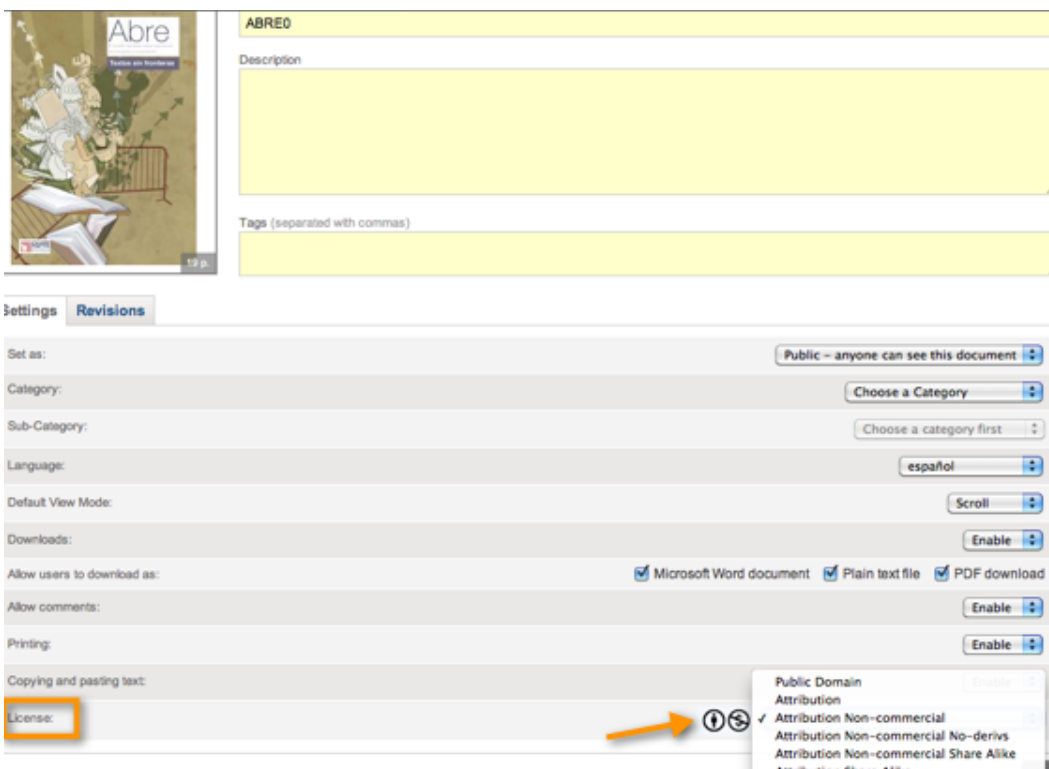 Abre
Textos sin fronteras
19 p.
ABRE0
Description
Tags (separated with commas)
Settings
Revisions
Set as:
Public – anyone can see this document
Category:
Choose a Category
Sub-Category:
Choose a category first
Language:
español
Default View Mode:
Scroll
Downloads:
Enable
Allow users to download as:
Microsoft Word document
Plain text file
PDF download
Allow comments:
Enable
Printing:
Enable
Copying and pasting text:
Enable
License:
Public Domain
Attribution
✓ Attribution Non-commercial
Attribution Non-commercial No-derivs
Attribution Non-commercial Share Alike